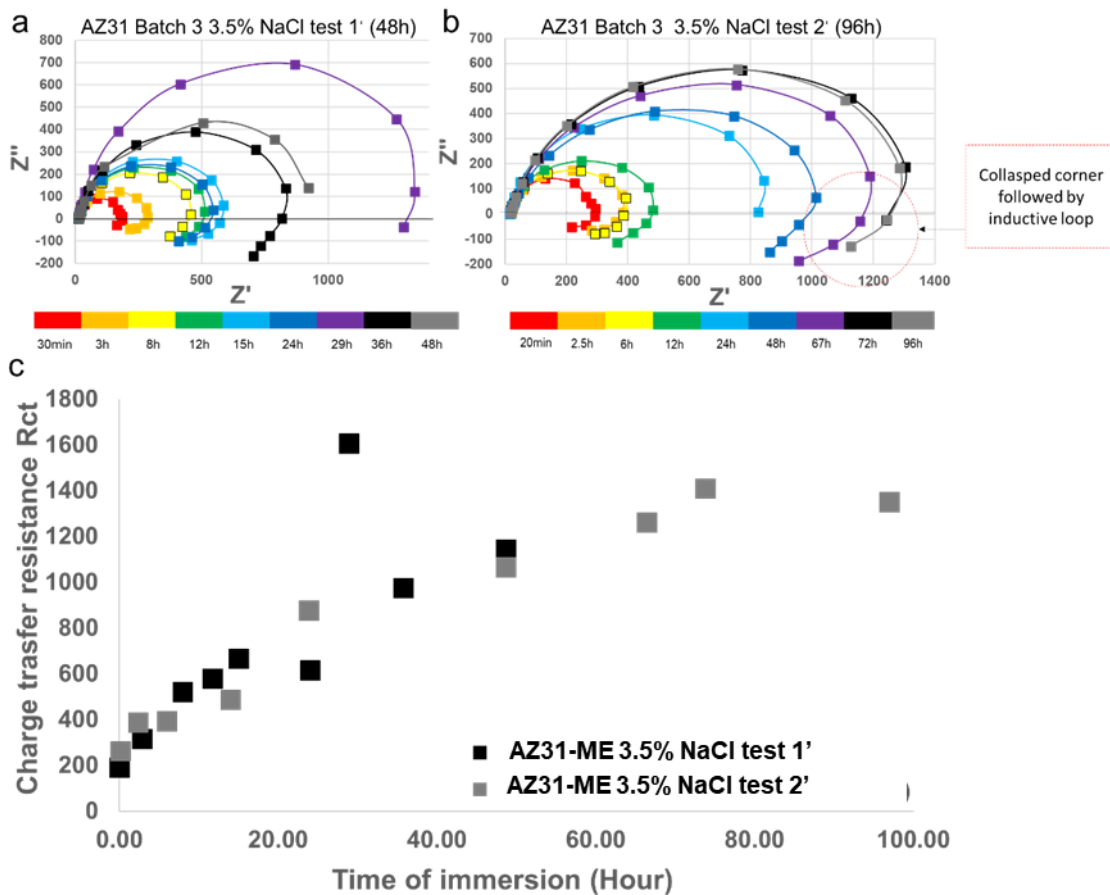 a
AZ31 Batch 3 3.5% NaCl test 1‘ (48h)
800
700
600
500
400
300
200
100
0
-100
-200
Z''
0 500 1000
Z'
30min 3h 8h 12h 15h 24h 29h 36h 48h
b
AZ31 Batch 3 3.5% NaCl test 2‘ (96h)
700
600
500
400
300
200
100
0
-100
-200
Z''
0 200 400 600 800 1000 1200 1400
Z'
20min 2.5h 6h 12h 24h 48h 67h 72h 96h
Collasped corner
followed by
inductive loop
c
Charge trasfer resistance Rct
1800
1600
1400
1200
1000
800
600
400
200
0
AZ31-ME 3.5% NaCl test 1’
AZ31-ME 3.5% NaCl test 2’
0.00 20.00 40.00 60.00 80.00 100.00
Time of immersion (Hour)